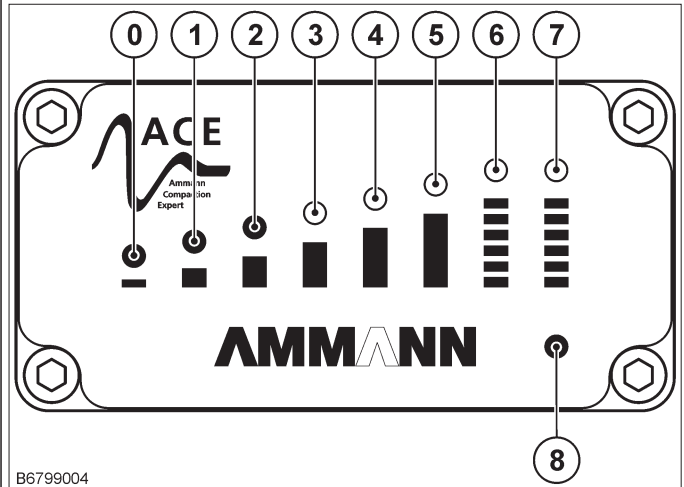 0 1 2 3 4 5 6 7
ACE
Ammann
Compaction
Expert
AMMANN
8
B6799004